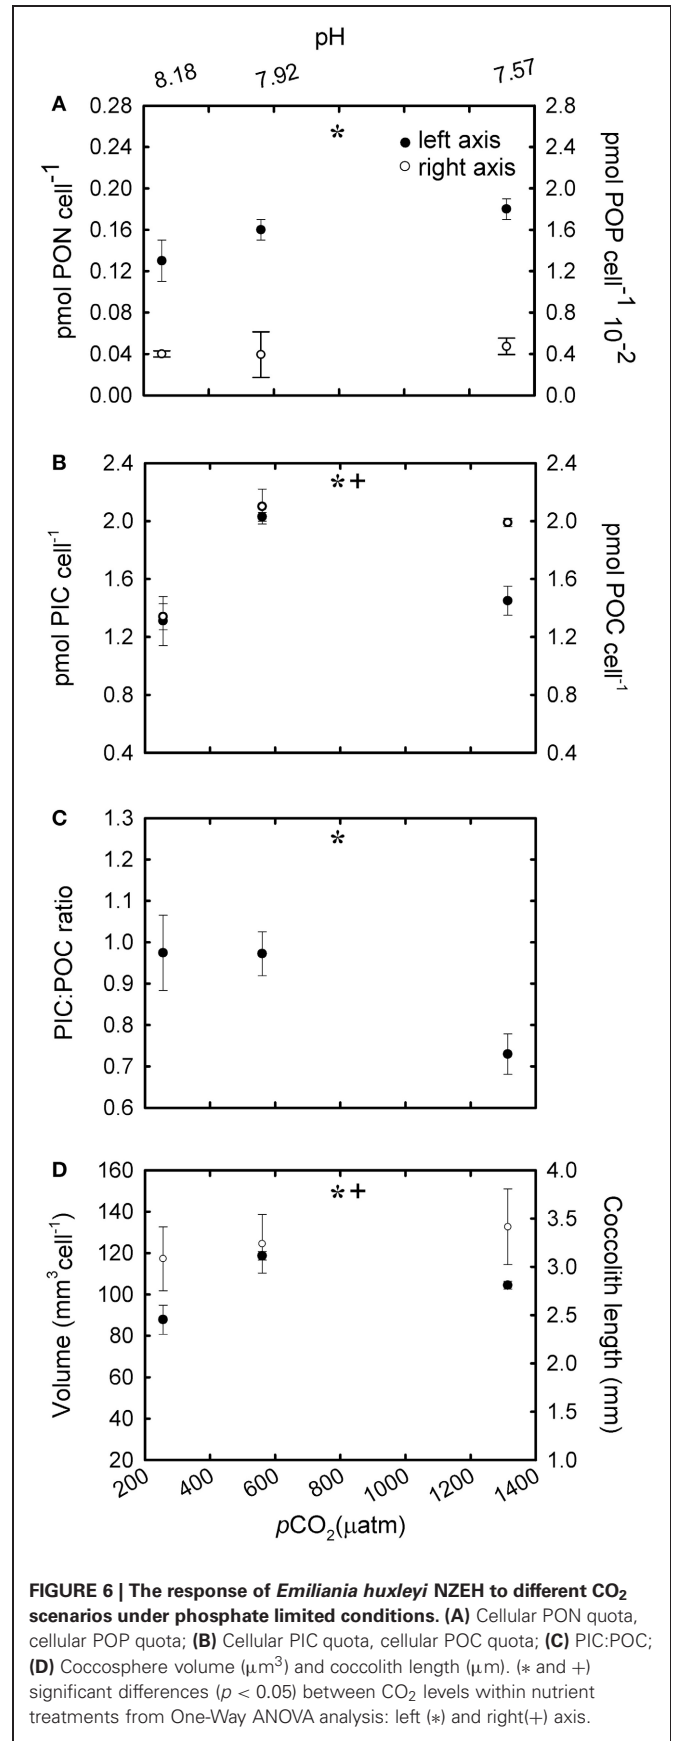 pH
8.18 7.92 7.57
A
0.28 2.8
* 
● left axis
○ right axis
0.24 2.4
0.20 2.0
0.16 1.6
0.12 1.2
0.08 0.8
0.04 0.4
0.00 0.0
pmol PON cell-1
pmol POP cell-1 10-2
B
2.4 2.4
*+
2.0 2.0
1.6 1.6
1.2 1.2
0.8 0.8
0.4 0.4
pmol PIC cell-1
pmol POC cell-1
C
1.3
*
1.2
1.1
1.0
0.9
0.8
0.7
0.6
PIC:POC ratio
D
160 4.0
*+
140 3.5
120 3.0
100 2.5
80
60 2.0
40 1.5
20 1.0
Volume (mm3cell-1)
Coccolith length (mm)
200 400 600 800 1000 1200 1400
pCO2(μatm)
FIGURE 6 | The response of Emiliania huxleyi NZEH to different CO2
scenarios under phosphate limited conditions. (A) Cellular PON quota,
cellular POP quota; (B) Cellular PIC quota, cellular POC quota; (C) PIC:POC;
(D) Coccosphere volume (μm3) and coccolith length (μm). (* and +)
significant differences (p < 0.05) between CO2 levels within nutrient
treatments from One-Way ANOVA analysis: left (*) and right(+) axis.